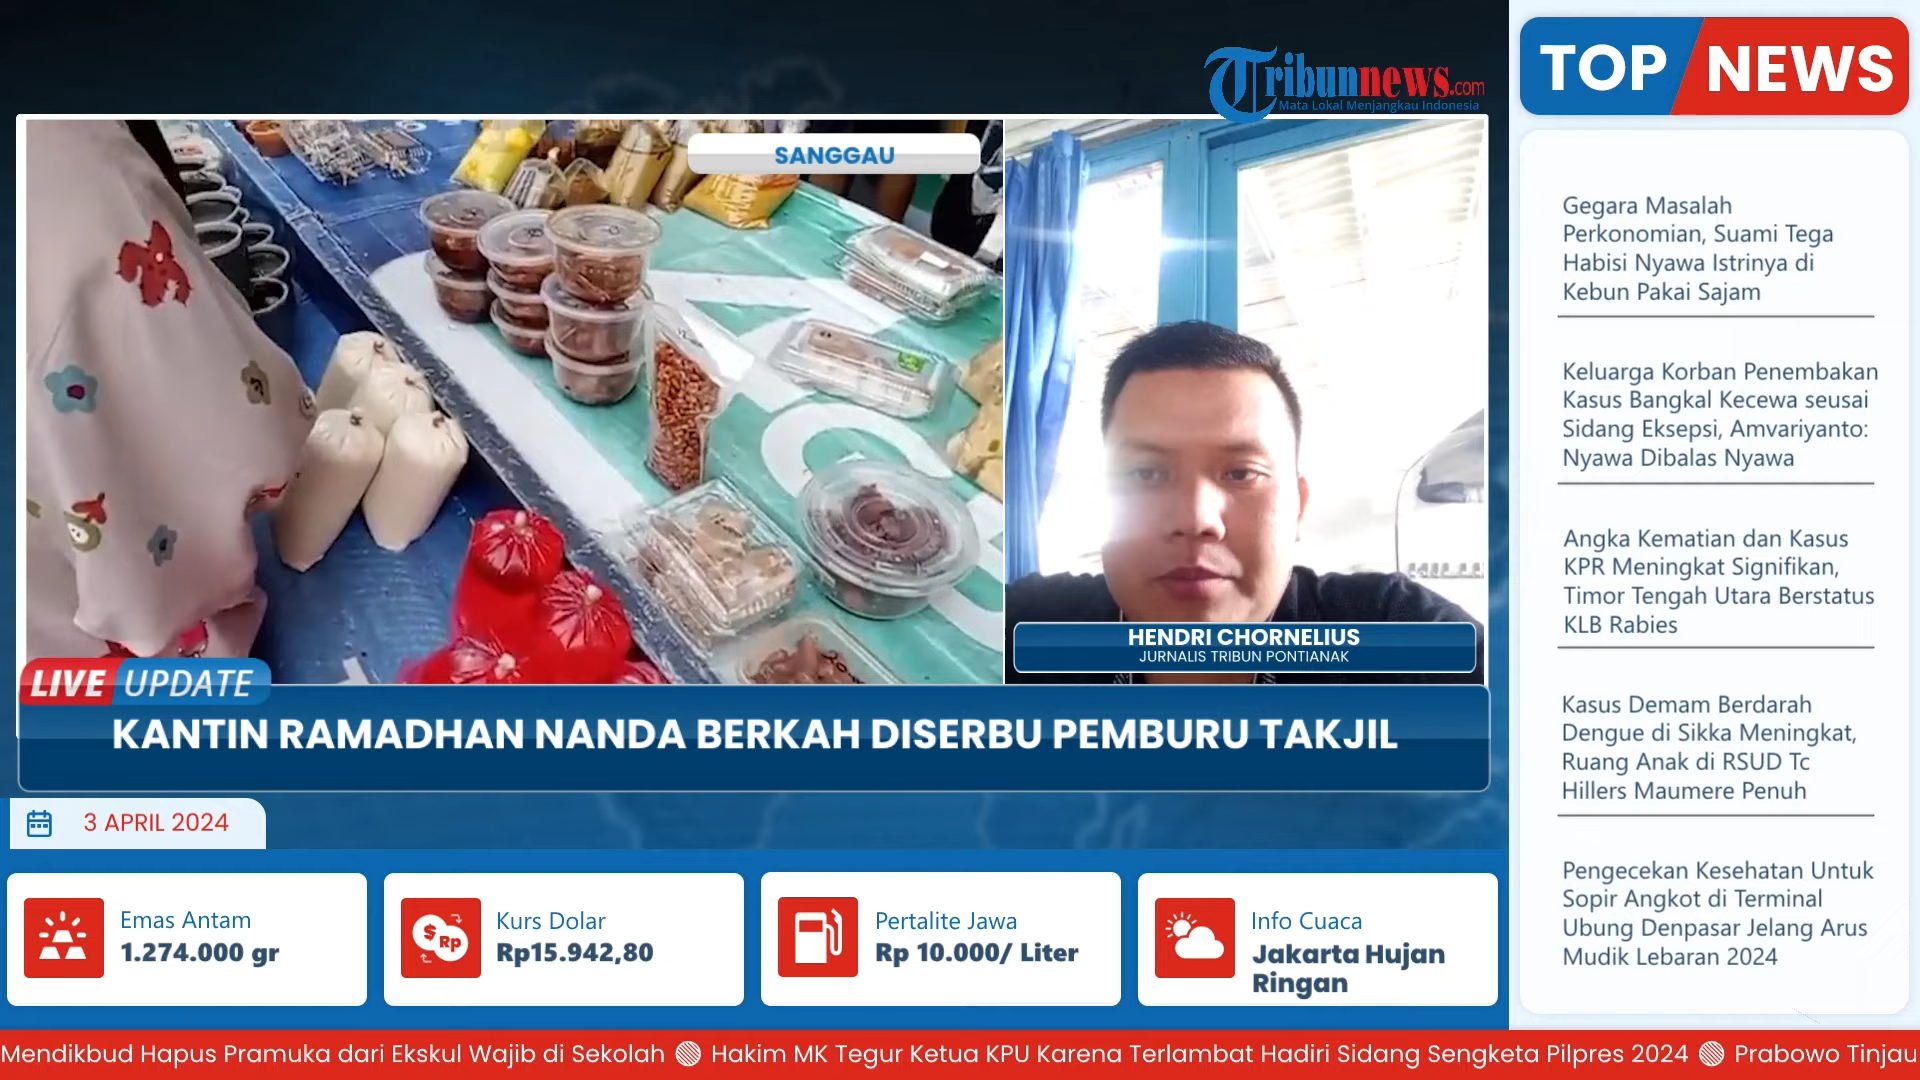 Tribunnews.com
Mata Lokal Menjangkau Indonesia
TOP NEWS
SANGGAU
HENDRI CHORNELIUS
JURNALIS TRIBUN PONTIANAK
LIVE UPDATE
KANTIN RAMADHAN NANDA BERKAH DISERBU PEMBURU TAKJIL
3 APRIL 2024
Emas Antam
1.274.000 gr
Kurs Dolar
Rp15.942,80
Pertalite Jawa
Rp 10.000/ Liter
Info Cuaca
Jakarta Hujan
Ringan
Gegara Masalah
Perkonomian, Suami Tega
Habisi Nyawa Istrinya di
Kebun Pakai Sajam
Keluarga Korban Penembakan
Kasus Bangkal Kecewa seusai
Sidang Eksepsi, Amvariyanto:
Nyawa Dibalas Nyawa
Angka Kematian dan Kasus
KPR Meningkat Signifikan,
Timor Tengah Utara Berstatus
KLB Rabies
Kasus Demam Berdarah
Dengue di Sikka Meningkat,
Ruang Anak di RSUD Tc
Hillers Maumere Penuh
Pengecekan Kesehatan Untuk
Sopir Angkot di Terminal
Ubung Denpasar Jelang Arus
Mudik Lebaran 2024
Mendikbud Hapus Pramuka dari Ekskul Wajib di Sekolah Hakim MK Tegur Ketua KPU Karena Terlambat Hadiri Sidang Sengketa Pilpres 2024 Prabowo Tinjau